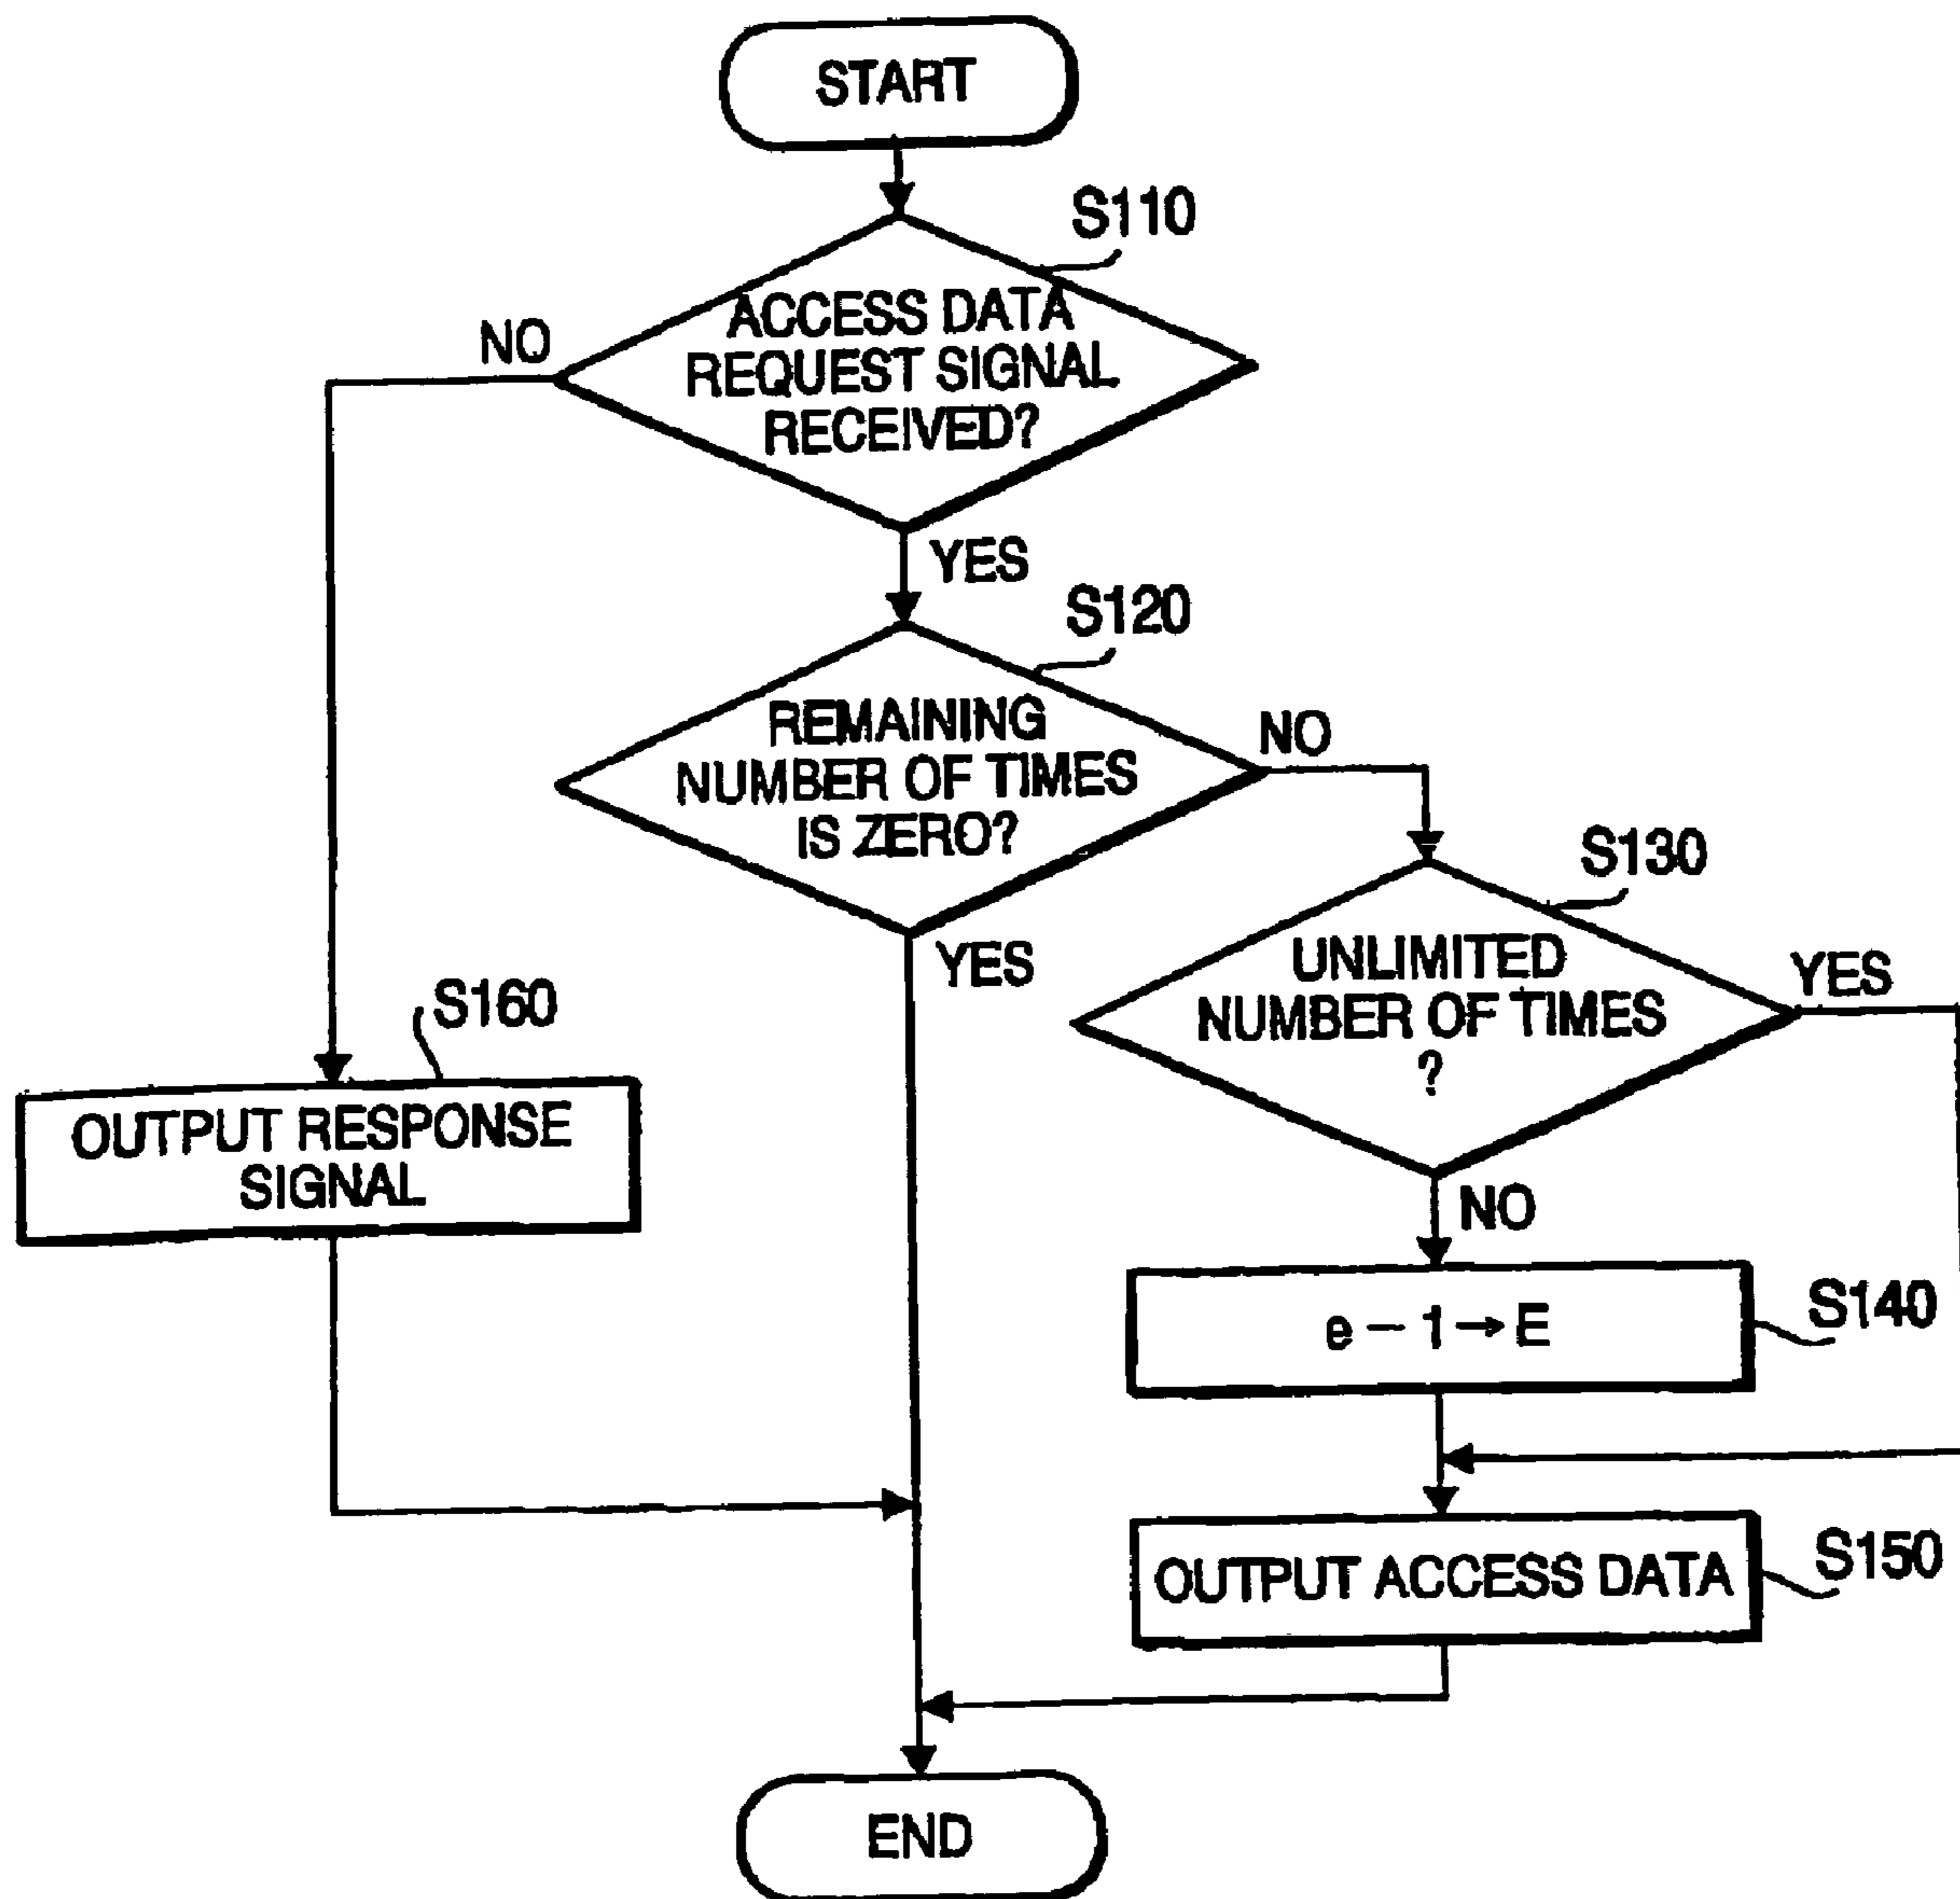 START
S110
ACCESS DATA
REQUEST SIGNAL
RECEIVED?
NO
YES
S120
REMAINING
NUMBER OF TIMES
IS ZERO?
NO
YES
S130
UNLIMITED
NUMBER OF TIMES
?
YES
NO
S160
OUTPUT RESPONSE
SIGNAL
S140
e – 1 → E
S150
OUTPUT ACCESS DATA
END